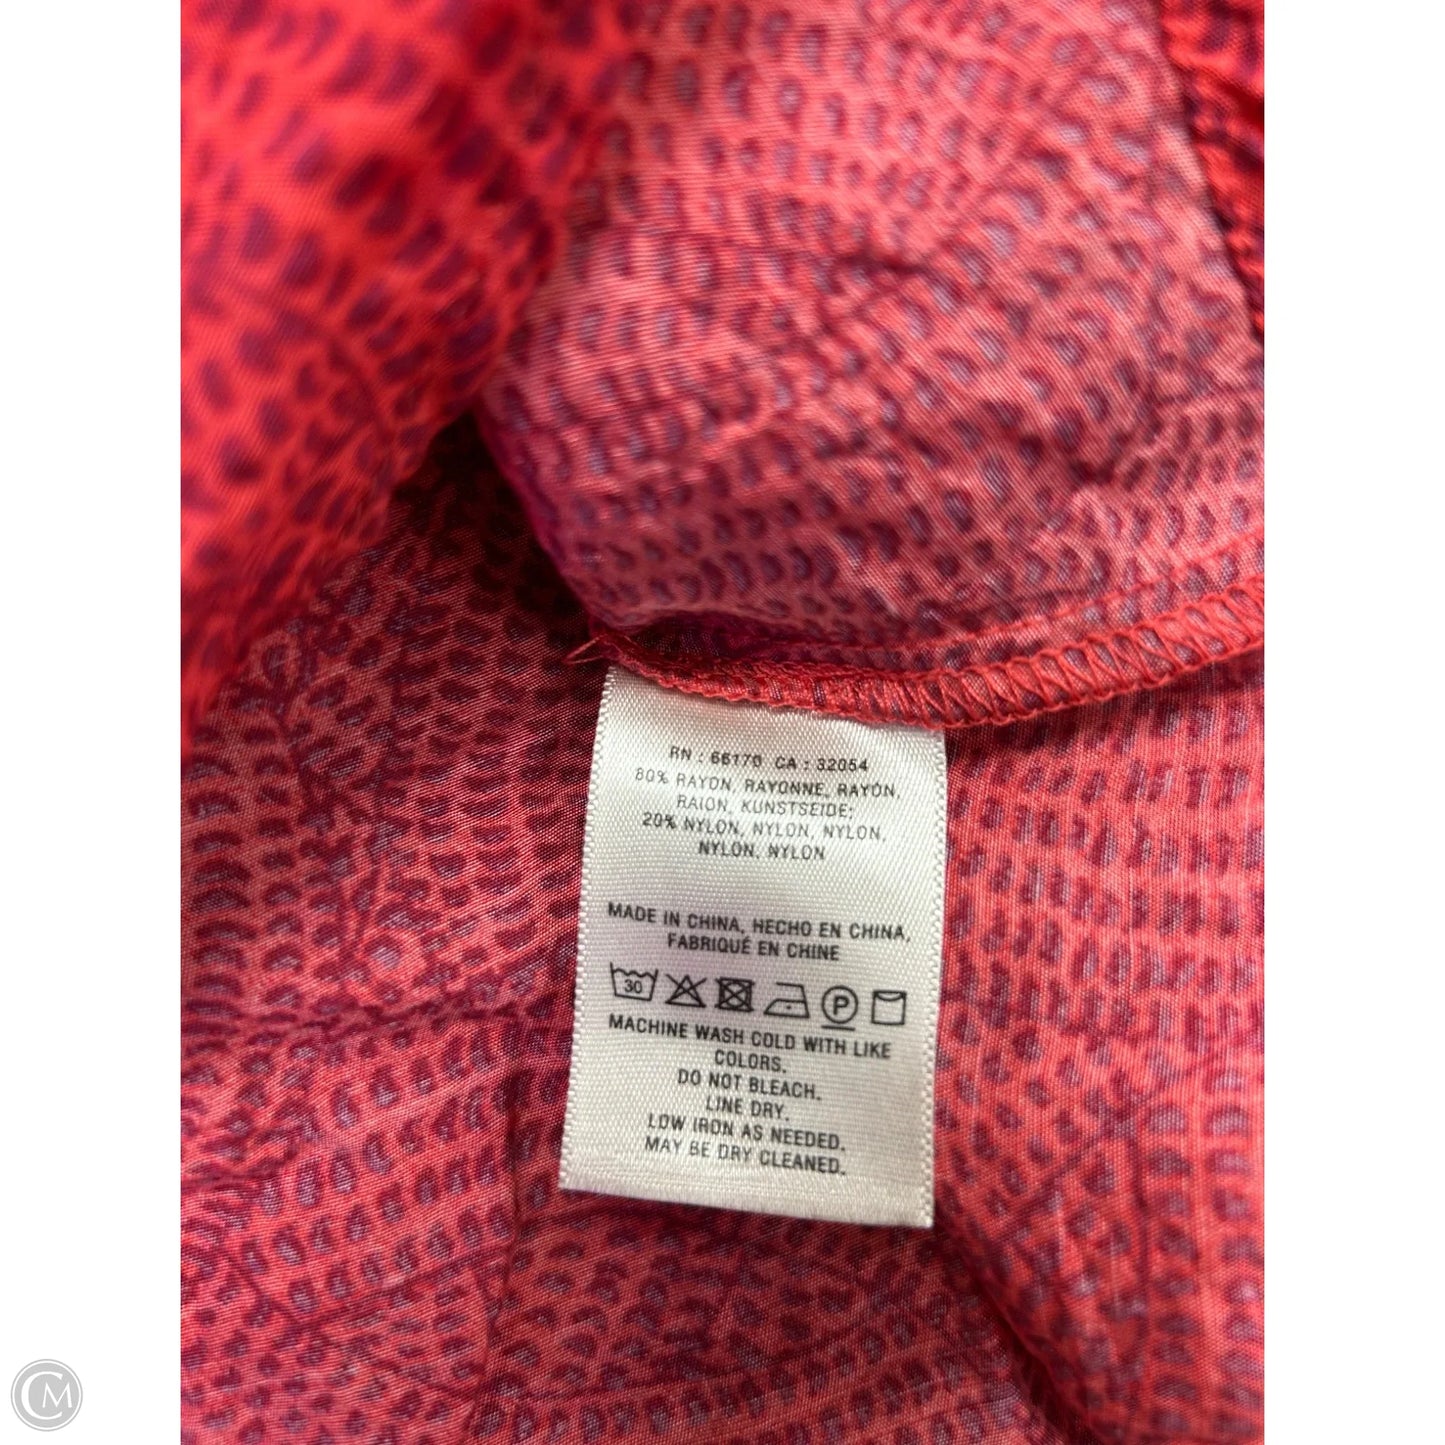 RN : 66170 CA : 32054
80% RAYON, RAYONNE, RAYÓN,
RAION, KUNSTSEIDE;
20% NYLON, NYLON, NYLON,
NYLON, NYLON
MADE IN CHINA, HECHO EN CHINA,
FABRIQUÉ EN CHINE
30 P
MACHINE WASH COLD WITH LIKE
COLORS.
DO NOT BLEACH.
LINE DRY.
LOW IRON AS NEEDED.
MAY BE DRY CLEANED.
CM